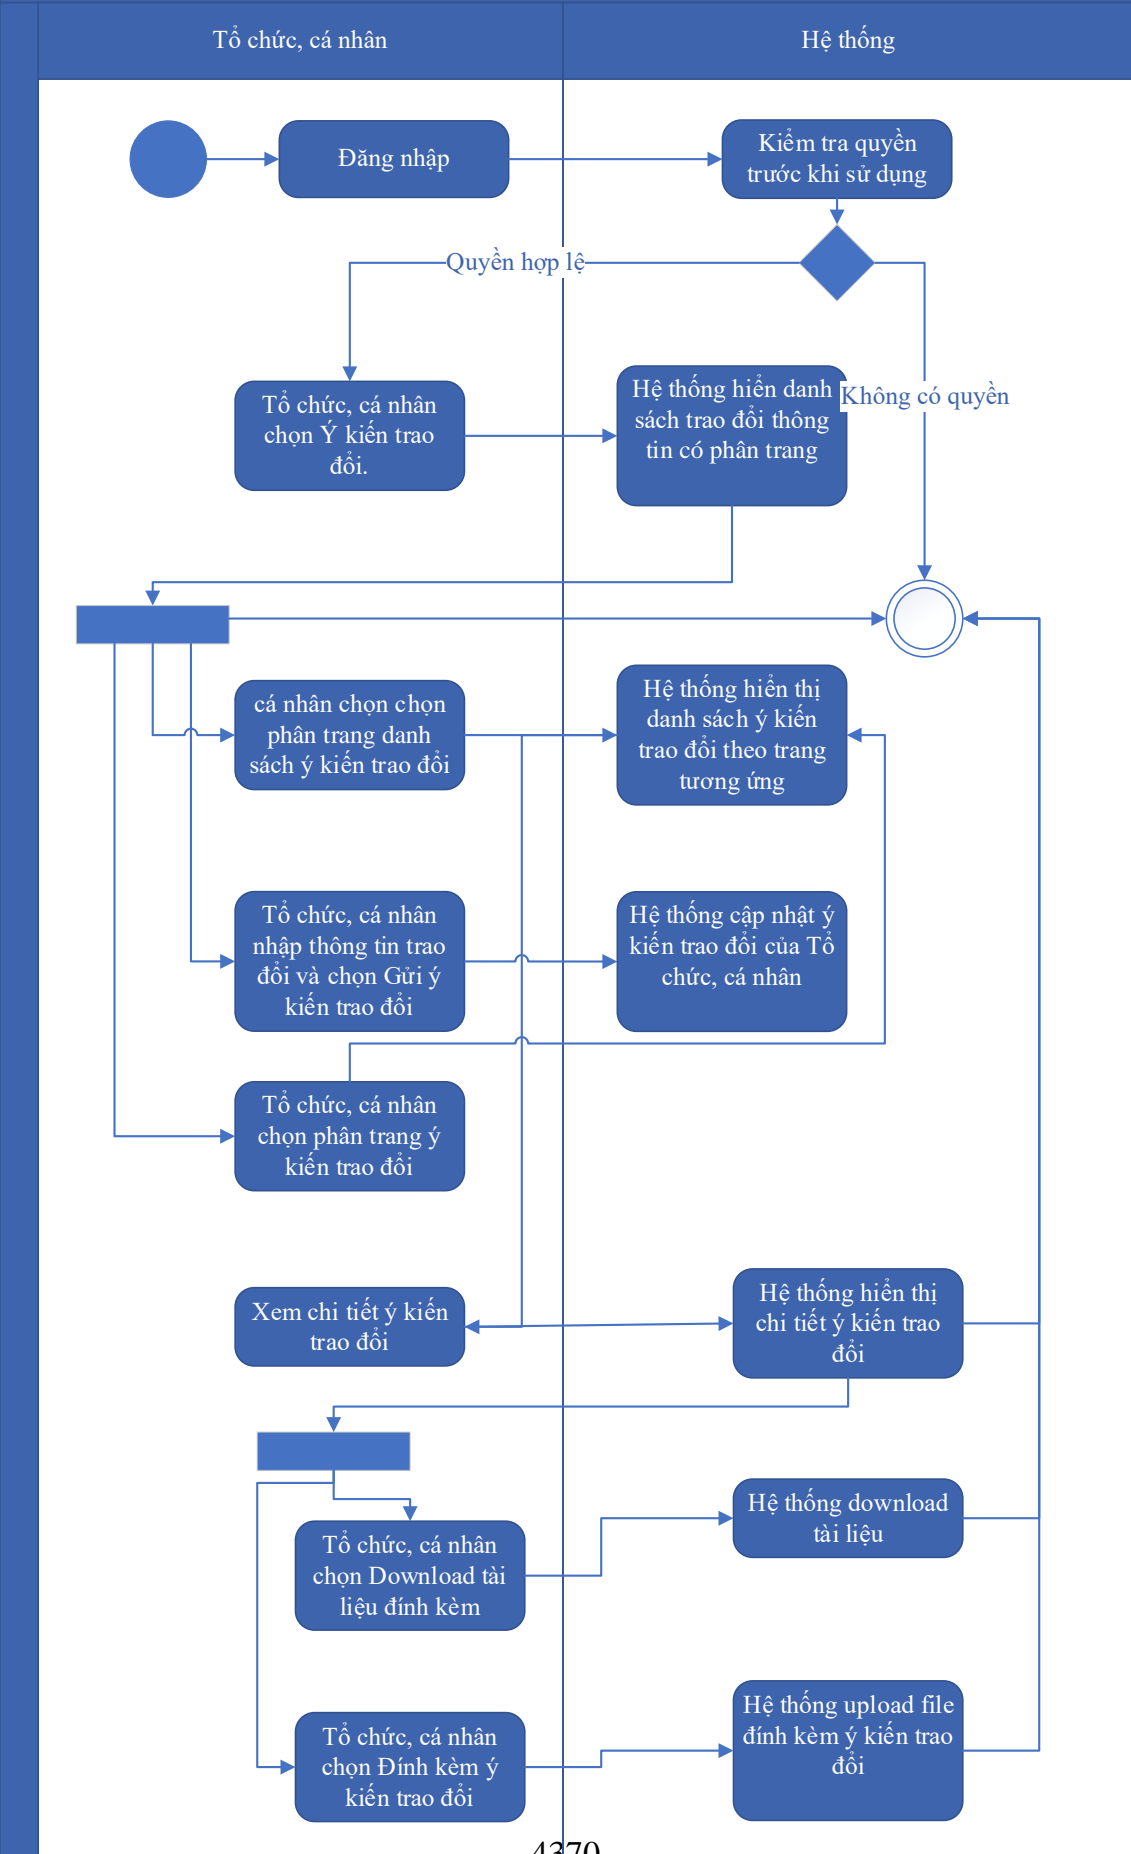 Tổ chức, cá nhân
Hệ thống
Đăng nhập
Kiểm tra quyền
trước khi sử dụng
Quyền hợp lệ
Không có quyền
Tổ chức, cá nhân
chọn Ý kiến trao
đổi.
Hệ thống hiển danh
sách trao đổi thông
tin có phân trang
cá nhân chọn chọn
phân trang danh
sách ý kiến trao đổi
Hệ thống hiển thị
danh sách ý kiến
trao đổi theo trang
tương ứng
Tổ chức, cá nhân
nhập thông tin trao
đổi và chọn Gửi ý
kiến trao đổi
Hệ thống cập nhật ý
kiến trao đổi của Tổ
chức, cá nhân
Tổ chức, cá nhân
chọn phân trang ý
kiến trao đổi
Xem chi tiết ý kiến
trao đổi
Hệ thống hiển thị
chi tiết ý kiến trao
đổi
Tổ chức, cá nhân
chọn Download tài
liệu đính kèm
Hệ thống download
tài liệu
Tổ chức, cá nhân
chọn Đính kèm ý
kiến trao đổi
Hệ thống upload file
đính kèm ý kiến trao
đổi
4370